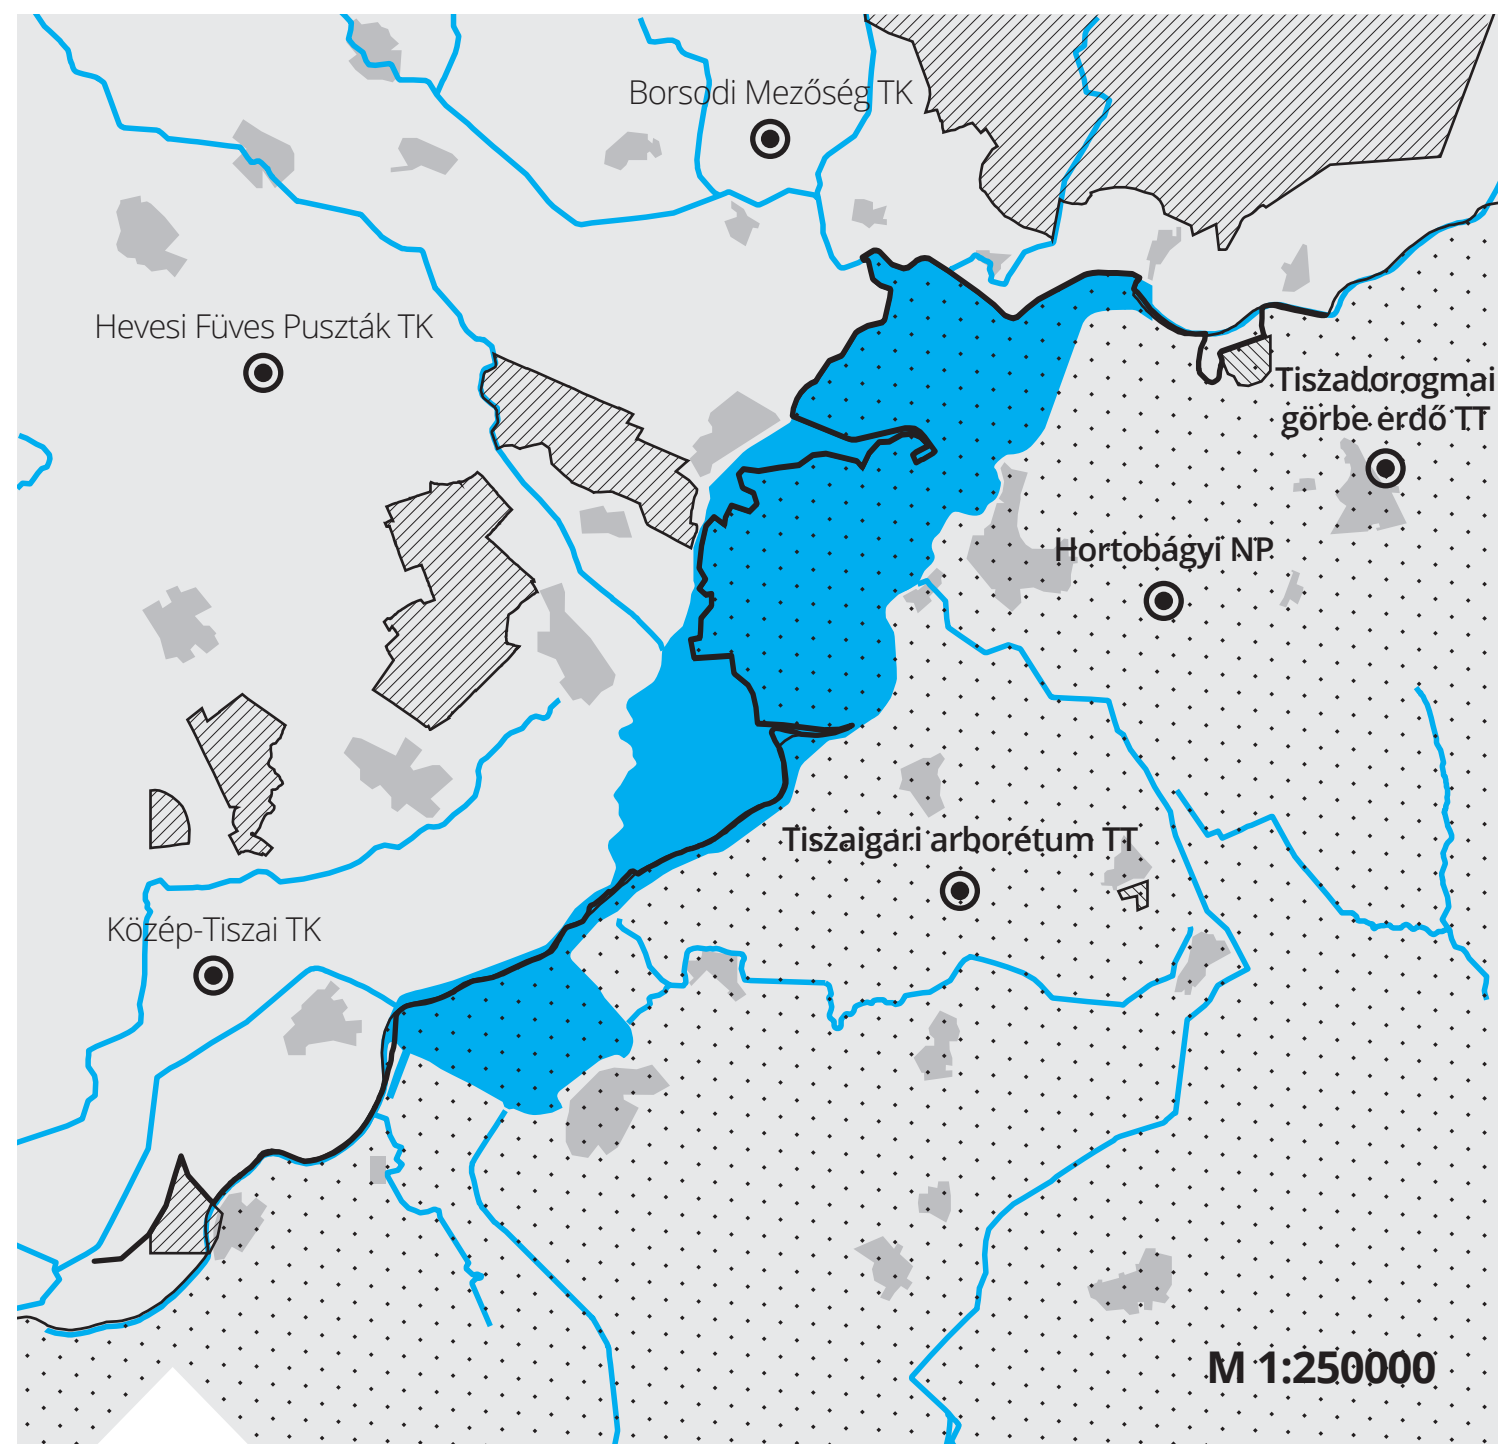 Borsodi Mezőség TK
Hevesi Füves Puszták TK
Tiszadorogmai
görbe erdő TT
Hortobágyi NP
Tiszaigari arborétum TT
Közép-Tiszai TK
M 1:250000